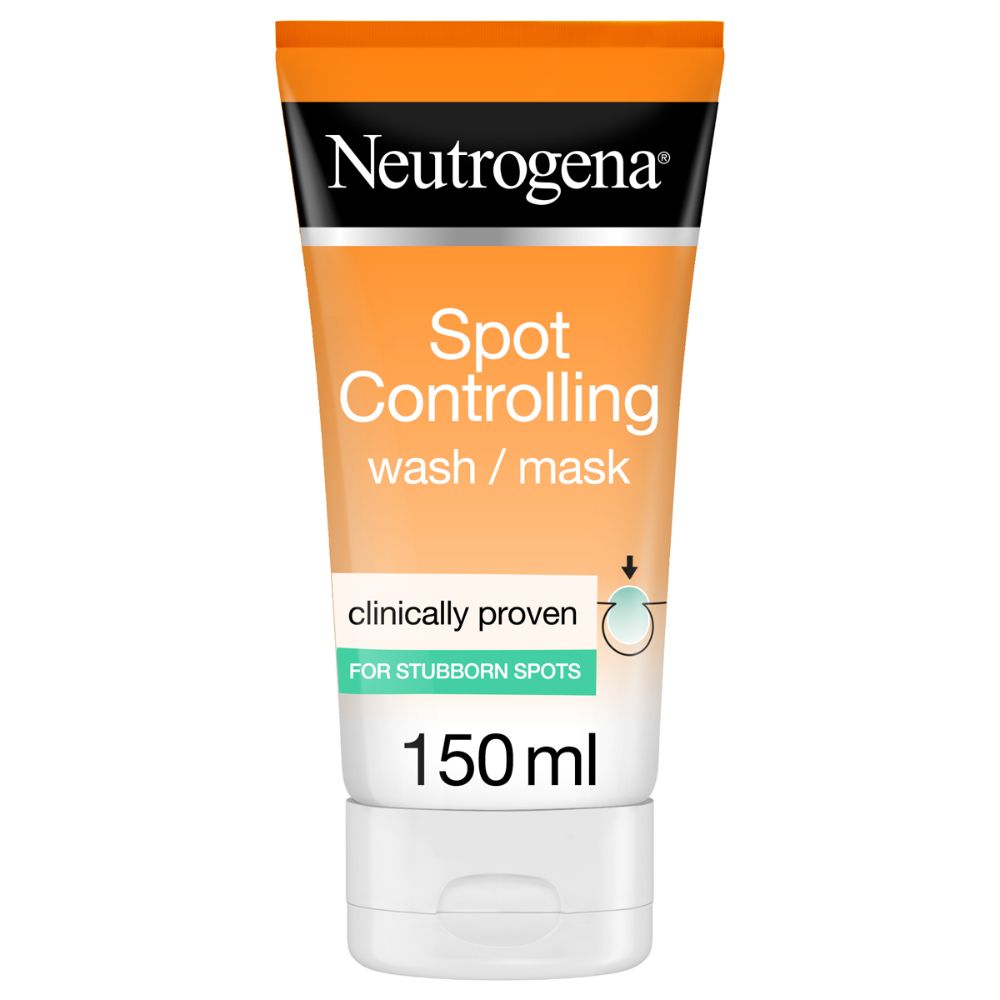 Neutrogena®
Spot
Controlling
wash / mask
clinically proven
FOR STUBBORN SPOTS
150 ml